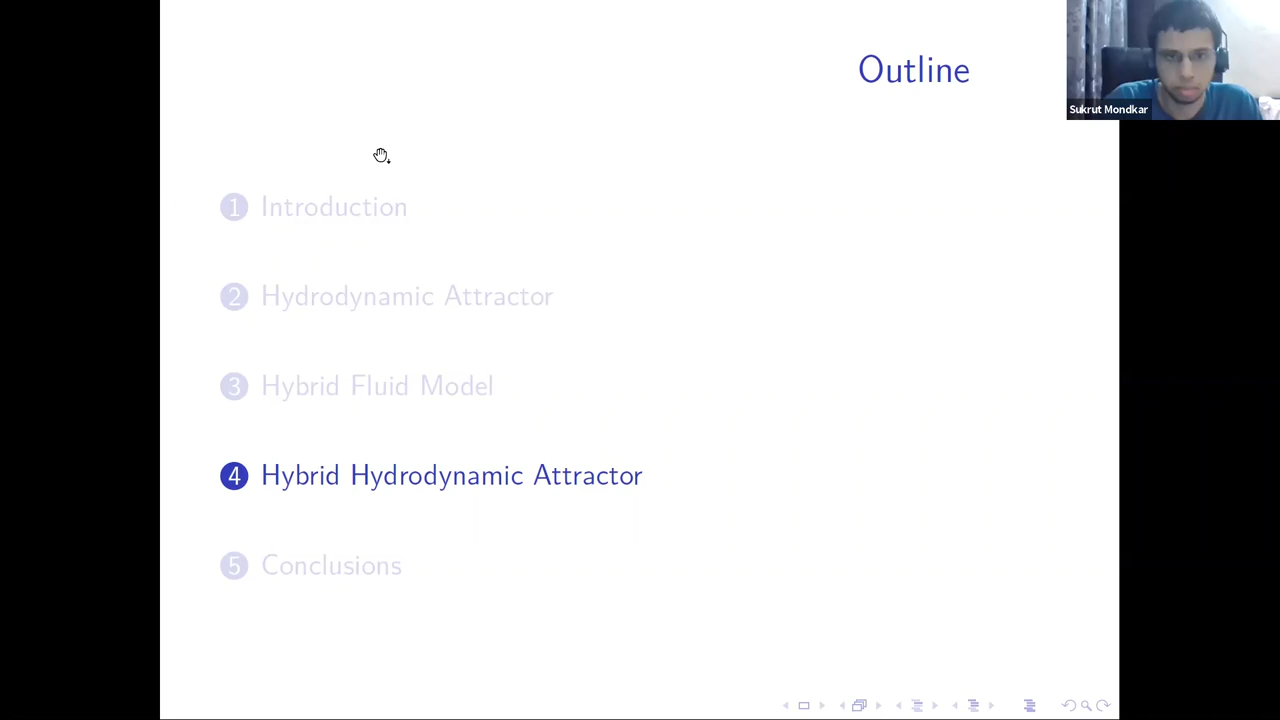 Outline
Sukrut Mondkar
1 Introduction
2 Hydrodynamic Attractor
3 Hybrid Fluid Model
4 Hybrid Hydrodynamic Attractor
5 Conclusions